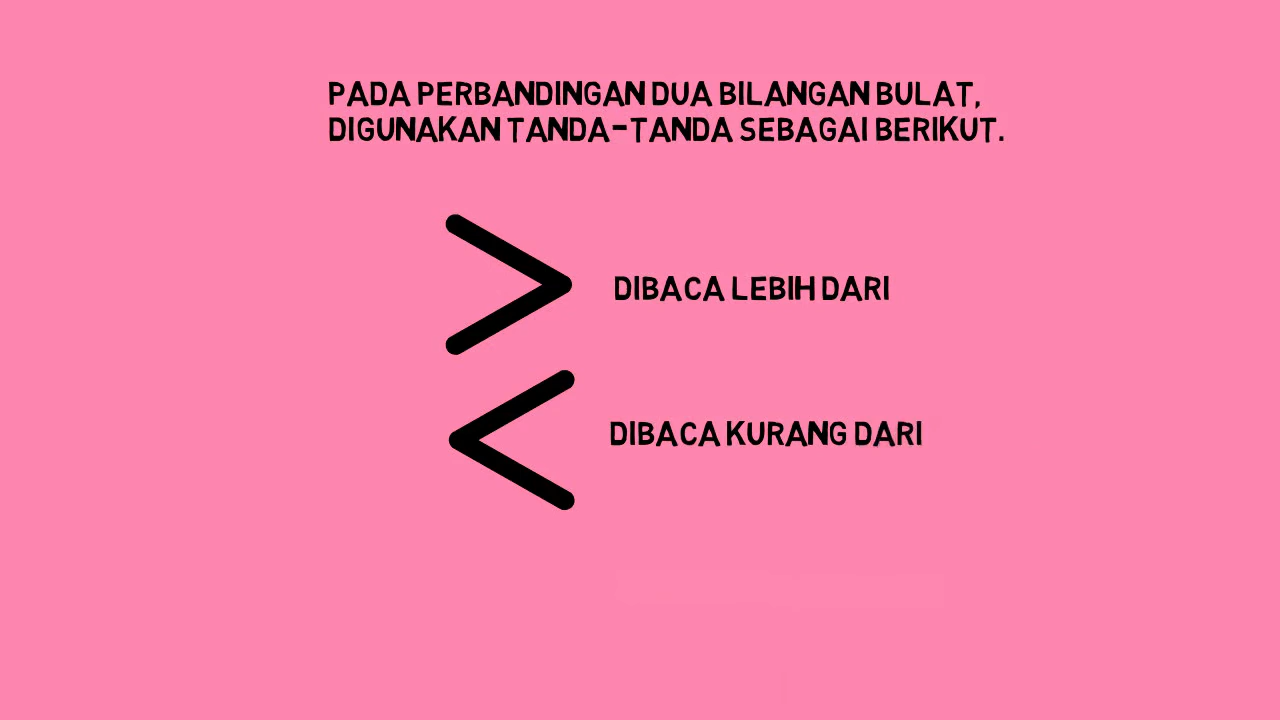 PADA PERBANDINGAN DUA BILANGAN BULAT,
DIGUNAKAN TANDA-TANDA SEBAGAI BERIKUT.
> DIBACA LEBIH DARI
< DIBACA KURANG DARI